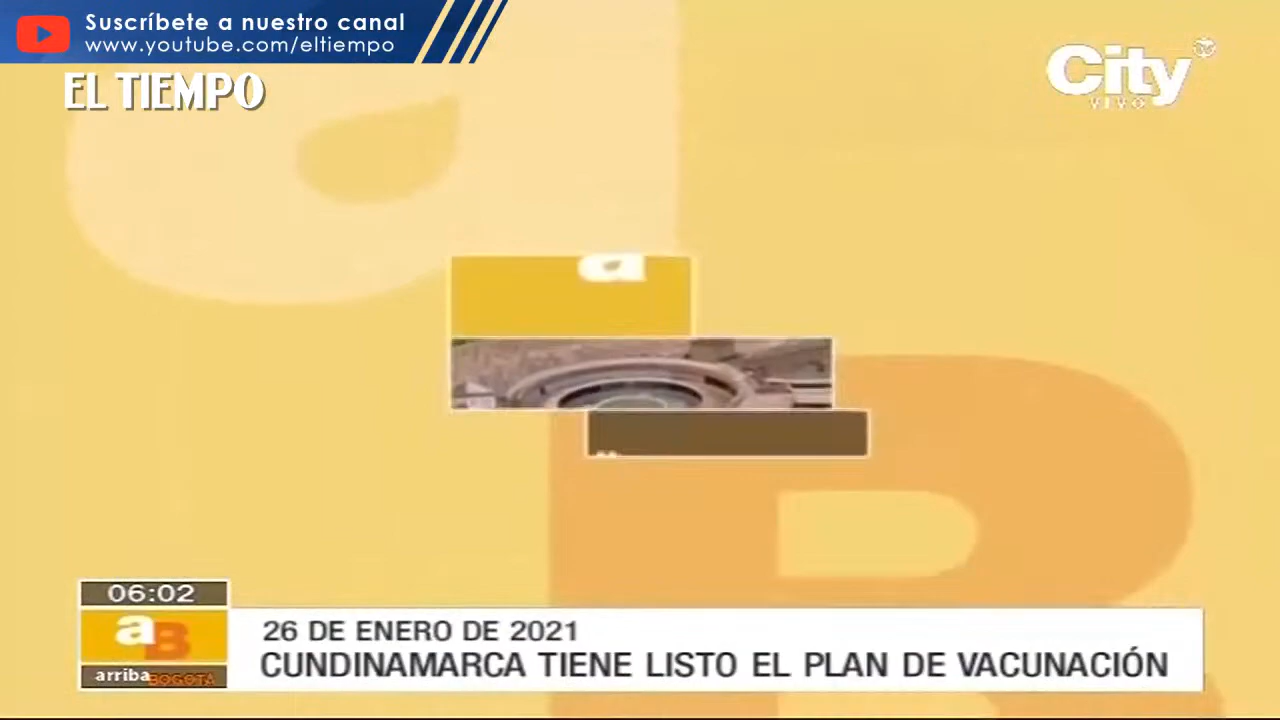 Suscríbete a nuestro canal
www.youtube.com/eltiempo
EL TIEMPO
City
VIVO
a
B
a
06:02
aB
arriba BOGOTÁ
26 DE ENERO DE 2021
CUNDINAMARCA TIENE LISTO EL PLAN DE VACUNACIÓN